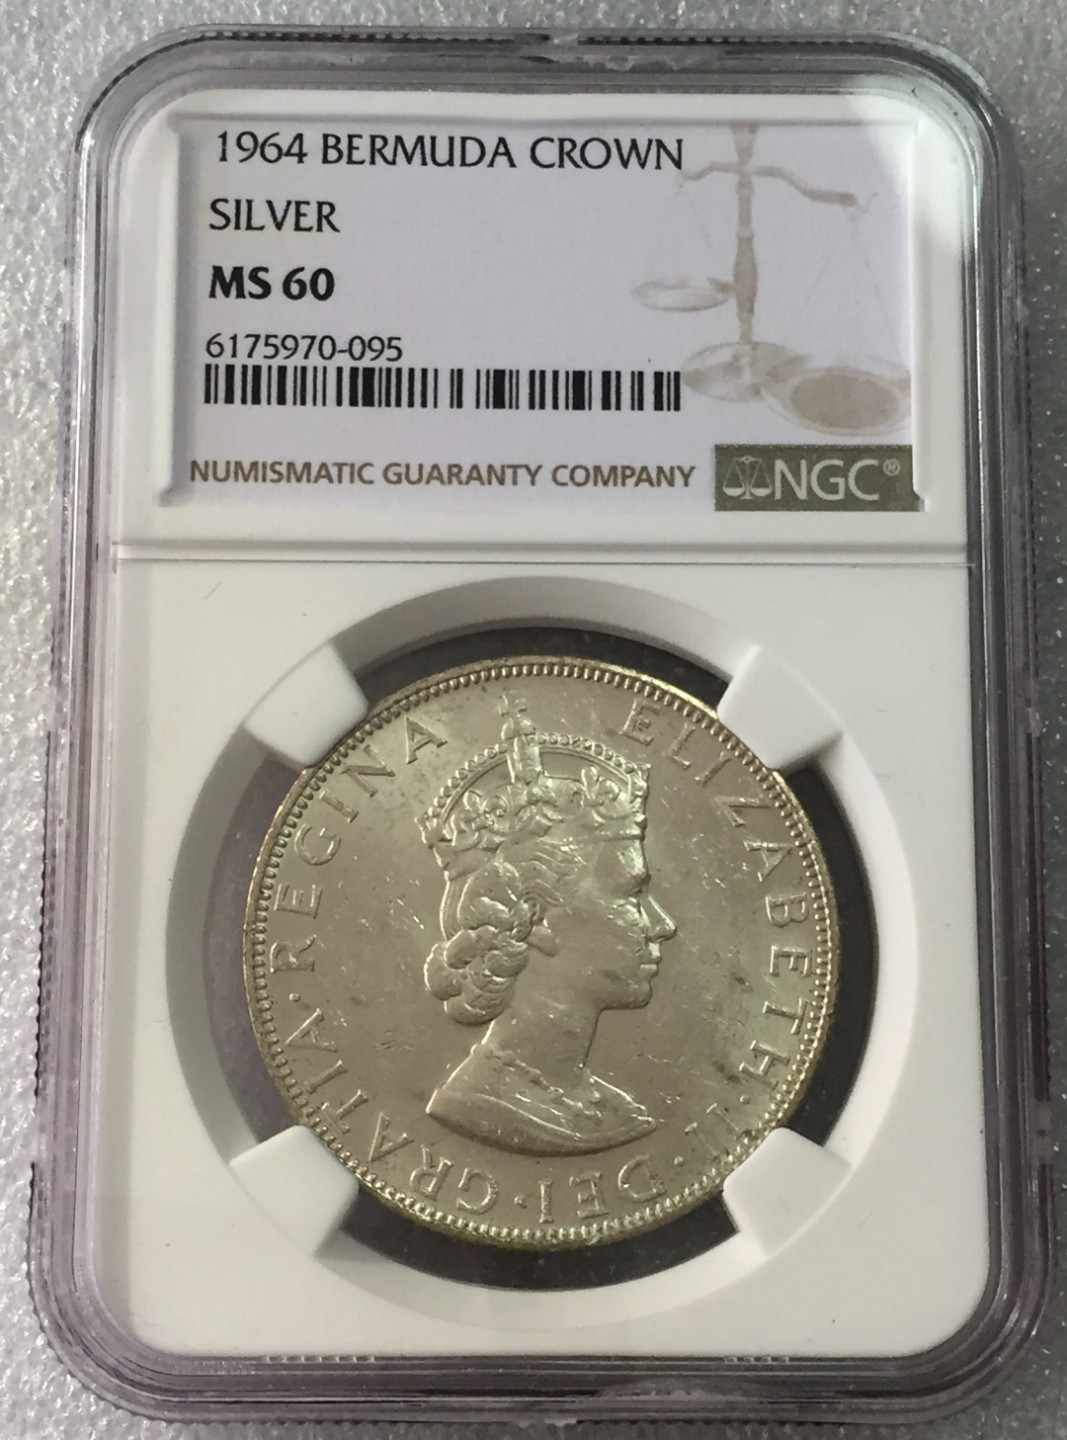 1964 BERMUDA CROWN
SILVER
MS 60
6175970-095
NUMISMATIC GUARANTY COMPANY
NGC®
ELIZABETH·II·DEI·GRATIA·REGINA